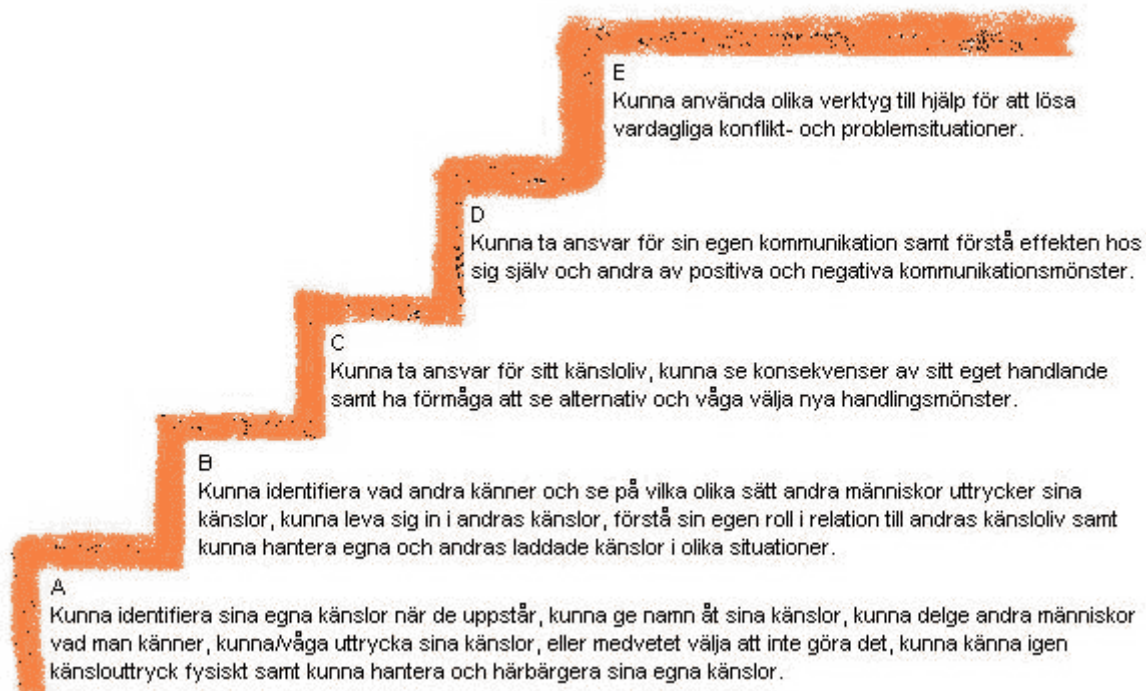 E
Kunna använda olika verktyg till hjälp för att lösa
vardagliga konflikt- och problemsituationer.
D
Kunna ta ansvar för sin egen kommunikation samt förstå effekten hos
sig själv och andra av positiva och negativa kommunikationsmönster.
C
Kunna ta ansvar för sitt känsloliv, kunna se konsekvenser av sitt eget handlande
samt ha förmåga att se alternativ och våga välja nya handlingsmönster.
B
Kunna identifiera vad andra känner och se på vilka olika sätt andra människor uttrycker sina
känslor, kunna leva sig in i andras känslor, förstå sin egen roll i relation till andras känsloliv samt
kunna hantera egna och andras laddade känslor i olika situationer.
A
Kunna identifiera sina egna känslor när de uppstår, kunna ge namn åt sina känslor, kunna delge andra människor
vad man känner, kunna/våga uttrycka sina känslor, eller medvetet välja att inte göra det, kunna känna igen
känslouttryck fysiskt samt kunna hantera och härbärgera sina egna känslor.